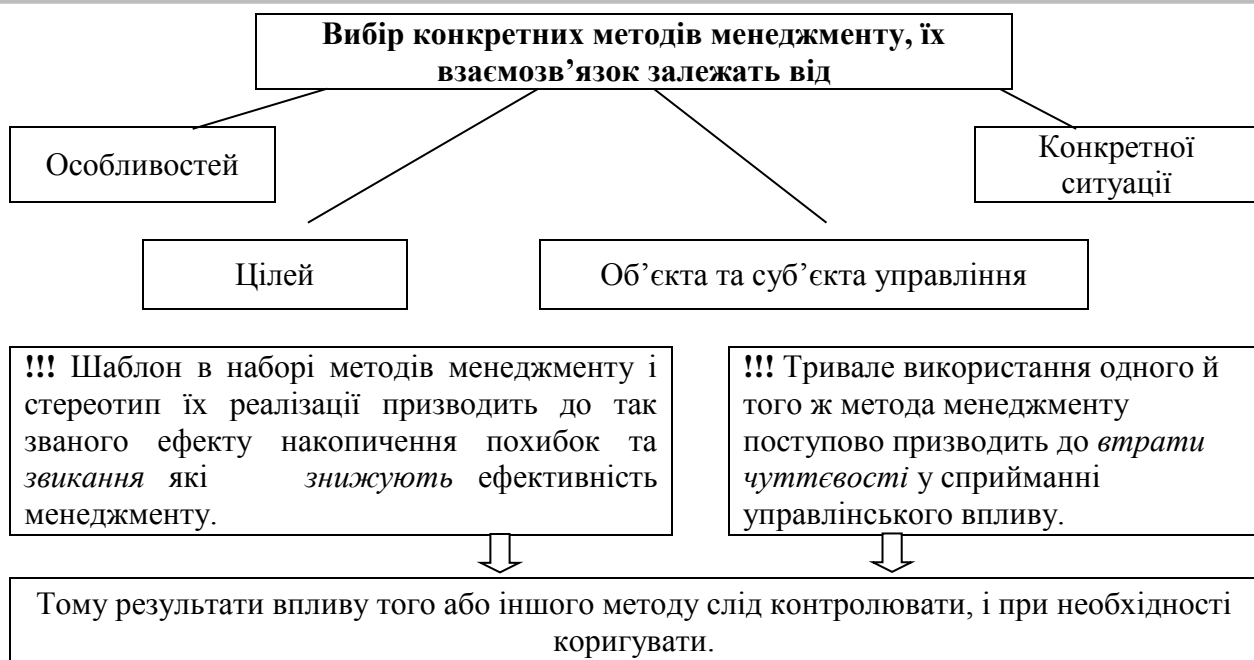 Вибір конкретних методів менеджменту, їх
взаємозв’язок залежать від
Особливостей
Конкретної
ситуації
Цілей
Об’єкта та суб’єкта управління
!!! Шаблон в наборі методів менеджменту і
стереотип їх реалізації призводить до так
званого ефекту накопичення похибок та
звикання які знижують ефективність
менеджменту.
!!! Тривале використання одного й
того ж метода менеджменту
поступово призводить до втрати
чуттєвості у сприйманні
управлінського впливу.
Тому результати впливу того або іншого методу слід контролювати, і при необхідності
коригувати.